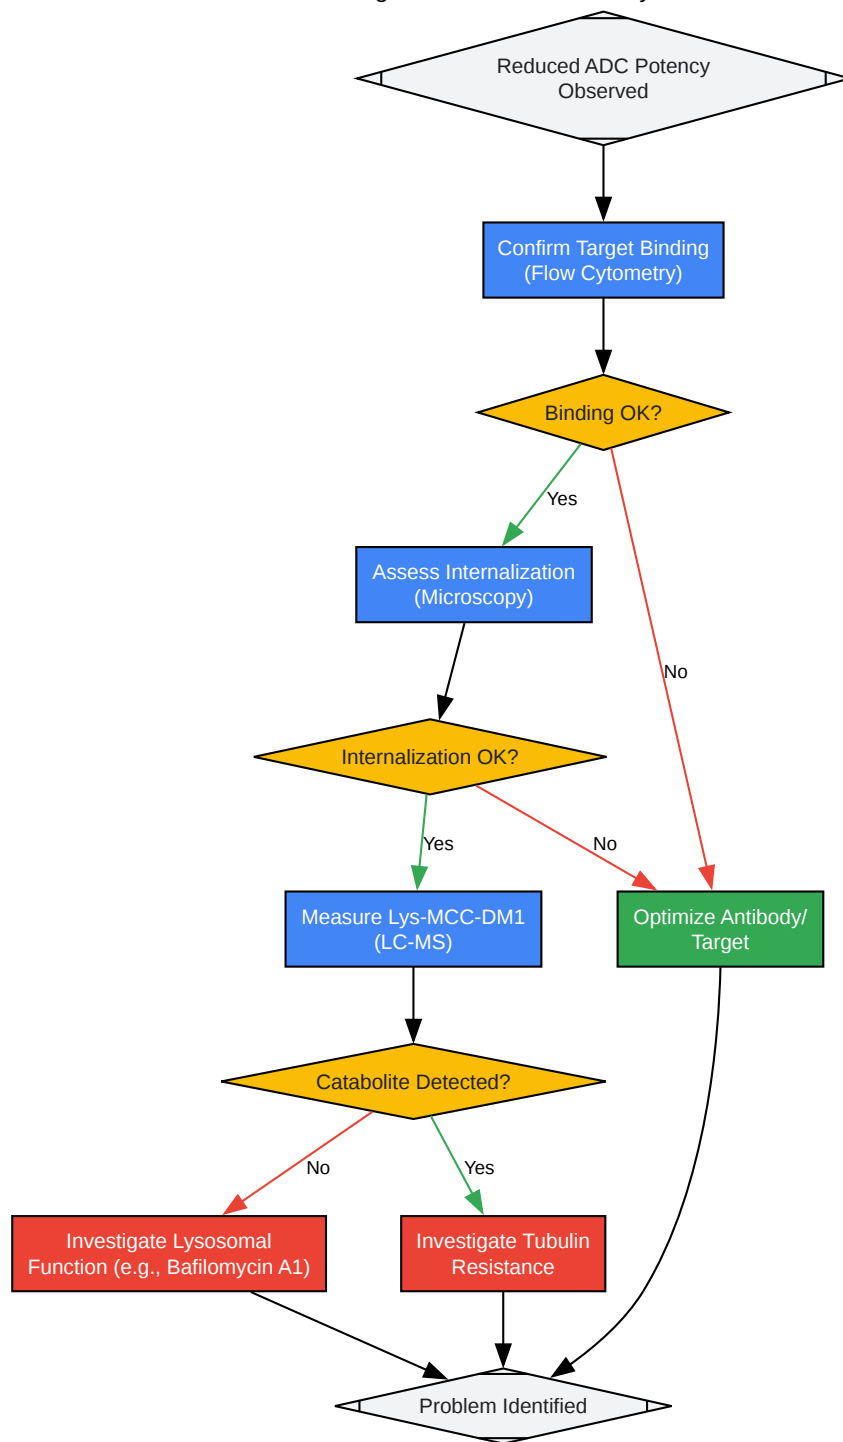 Reduced ADC Potency
Observed
Confirm Target Binding
(Flow Cytometry)
Binding OK?
Yes
Assess Internalization
(Microscopy)
No
Internalization OK?
Yes
No
Measure Lys-MCC-DM1
(LC-MS)
Optimize Antibody/
Target
Catabolite Detected?
No
Yes
Investigate Lysosomal
Function (e.g., Bafilomycin A1)
Investigate Tubulin
Resistance
Problem Identified